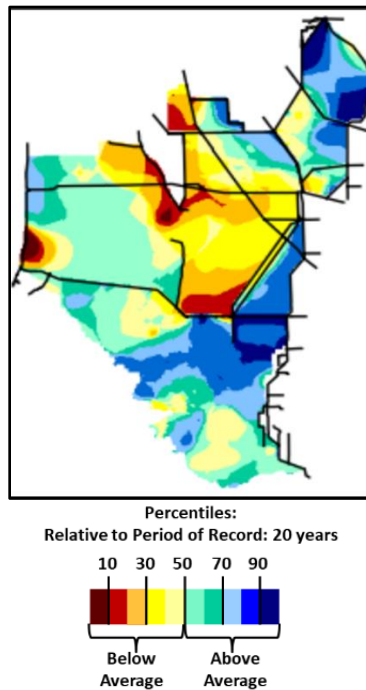 Percentiles:
Relative to Period of Record: 20 years
10 30 50 70 90
Below Above
Average Average